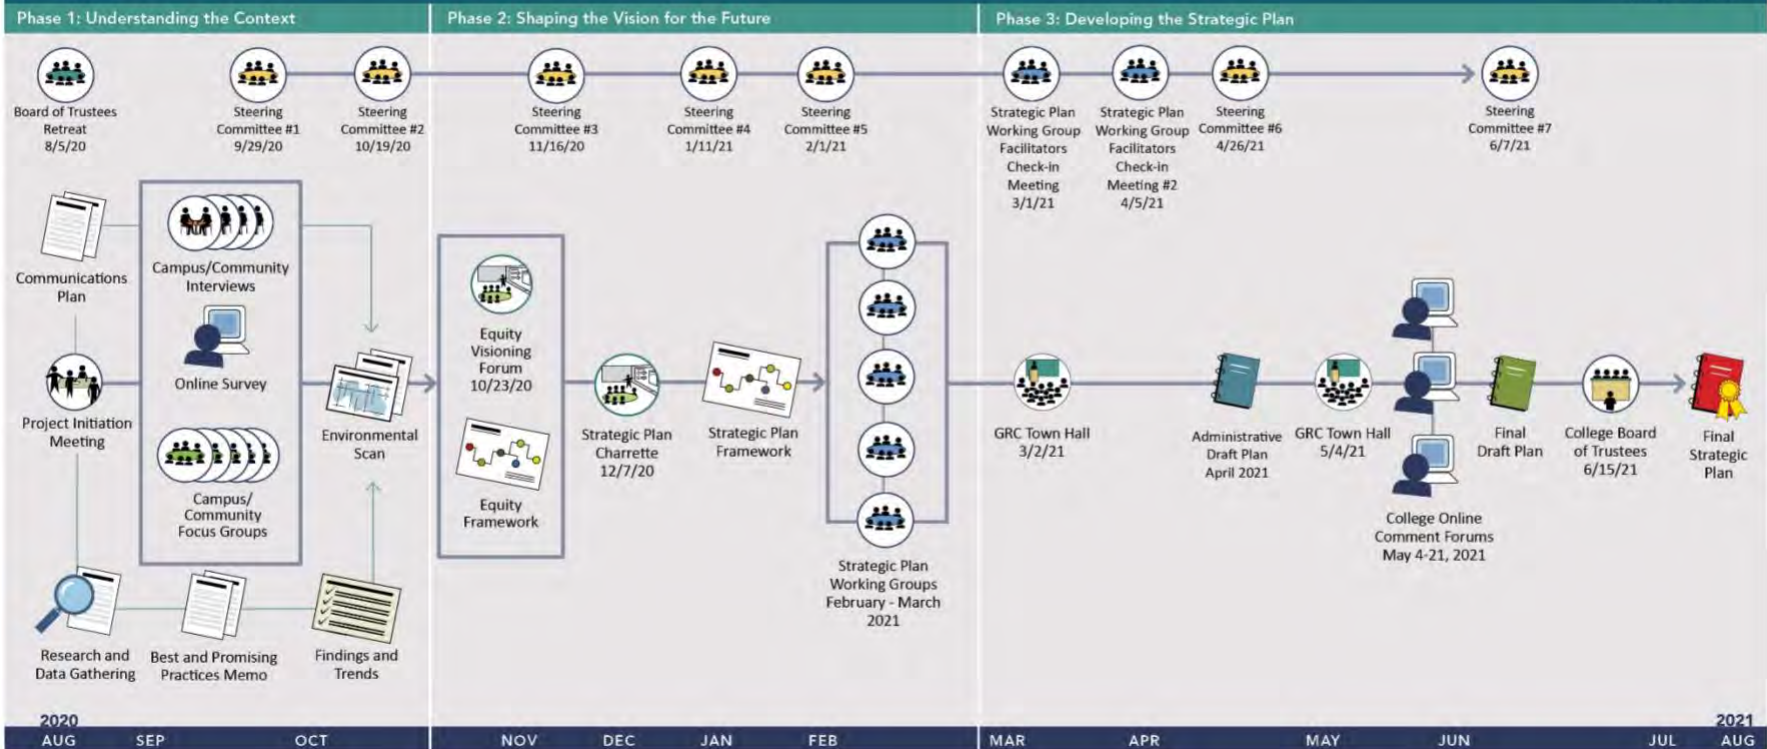 Phase 1: Understanding the Context
Phase 2: Shaping the Vision for the Future
Phase 3: Developing the Strategic Plan
Board of Trustees
Retreat
8/5/20
Steering
Committee #1
9/29/20
Steering
Committee #2
10/19/20
Steering
Committee #3
11/16/20
Steering
Committee #4
1/11/21
Steering
Committee #5
2/1/21
Strategic Plan
Working Group
Facilitators
Check-in
Meeting
3/1/21
Strategic Plan
Working Group
Facilitators
Check-in
Meeting #2
4/5/21
Steering
Committee #6
4/26/21
Steering
Committee #7
6/7/21
Communications
Plan
Project Initiation
Meeting
Research and
Data Gathering
Campus/Community
Interviews
Online Survey
Campus/
Community
Focus Groups
Best and Promising
Practices Memo
Environmental
Scan
Findings and
Trends
Equity
Visioning
Forum
10/23/20
Equity
Framework
Strategic Plan
Charrette
12/7/20
Strategic Plan
Framework
Strategic Plan
Working Groups
February - March
2021
GRC Town Hall
3/2/21
Administrative
Draft Plan
April 2021
GRC Town Hall
5/4/21
College Online
Comment Forums
May 4-21, 2021
Final
Draft Plan
College Board
of Trustees
6/15/21
Final
Strategic
Plan
2020
2021
AUG SEP OCT NOV DEC JAN FEB MAR APR MAY JUN JUL AUG